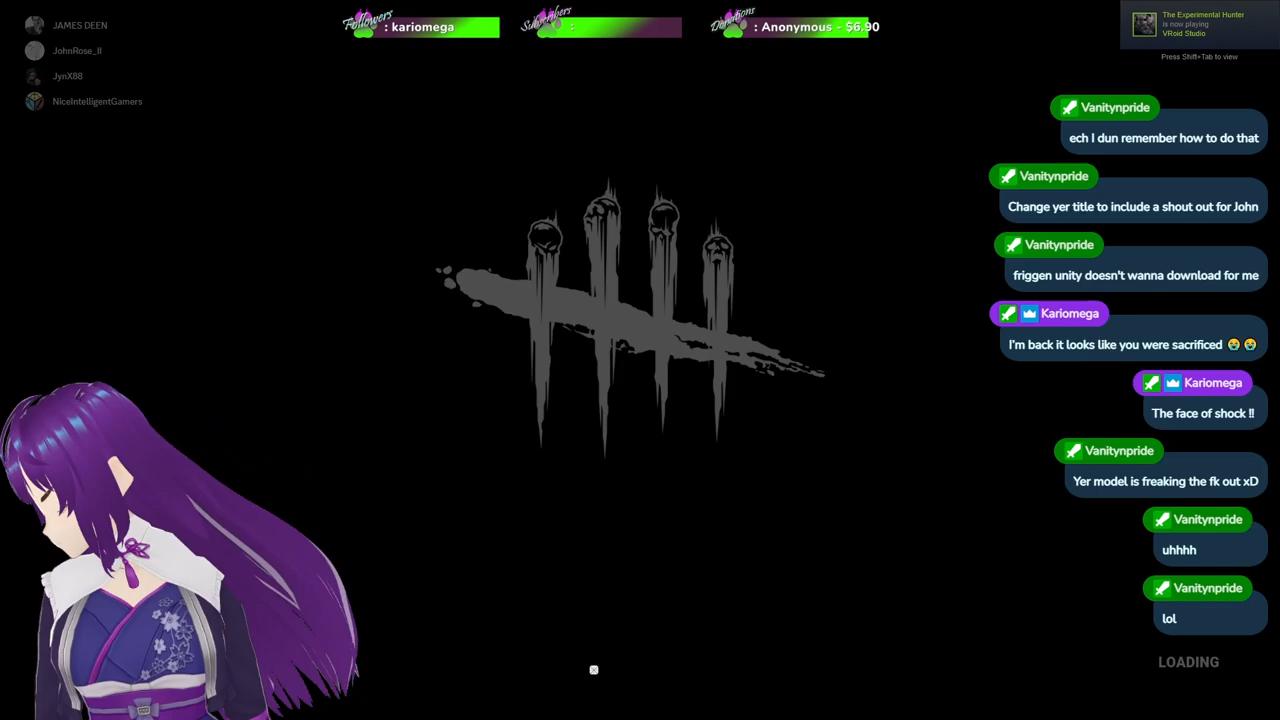 JAMES DEEN
JohnRose_II
JynX88
NiceIntelligentGamers
Followers : kariomega
Subscribers :
Donations : Anonymous - $6.90
The Experimental Hunter
is now playing
VRoid Studio
Press Shift+Tab to view
Vanitynpride
ech I dun remember how to do that
Vanitynpride
Change yer title to include a shout out for John
Vanitynpride
friggen unity doesn't wanna download for me
Kariomega
I'm back it looks like you were sacrificed 😭 😭
Kariomega
The face of shock !!
Vanitynpride
Yer model is freaking the fk out xD
Vanitynpride
uhhhh
Vanitynpride
lol
LOADING